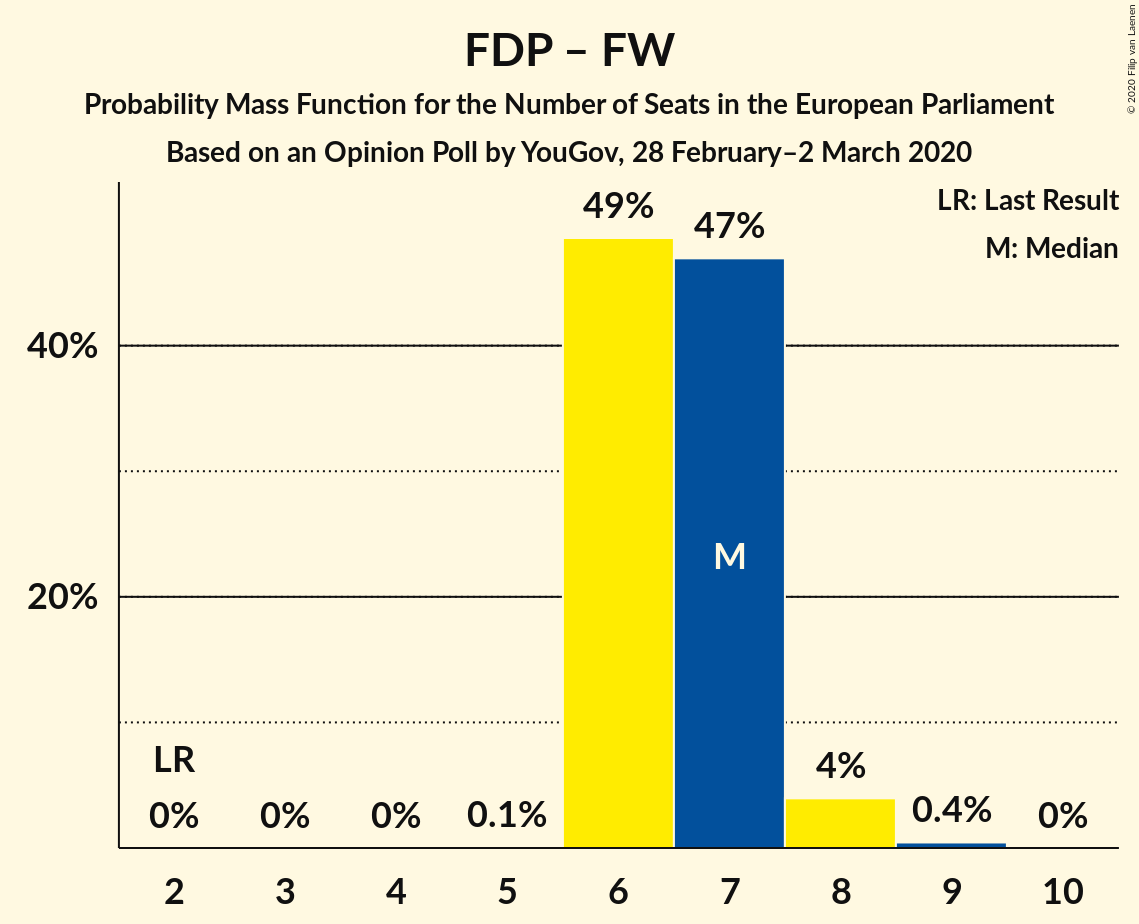 FDP – FW
Probability Mass Function for the Number of Seats in the European Parliament
Based on an Opinion Poll by YouGov, 28 February–2 March 2020
© 2020 Filip van Laenen
LR: Last Result
M: Median
49%
47%
40%
M
20%
LR
0%
0%
0%
0.1%
4%
0.4%
0%
2
3
4
5
6
7
8
9
10